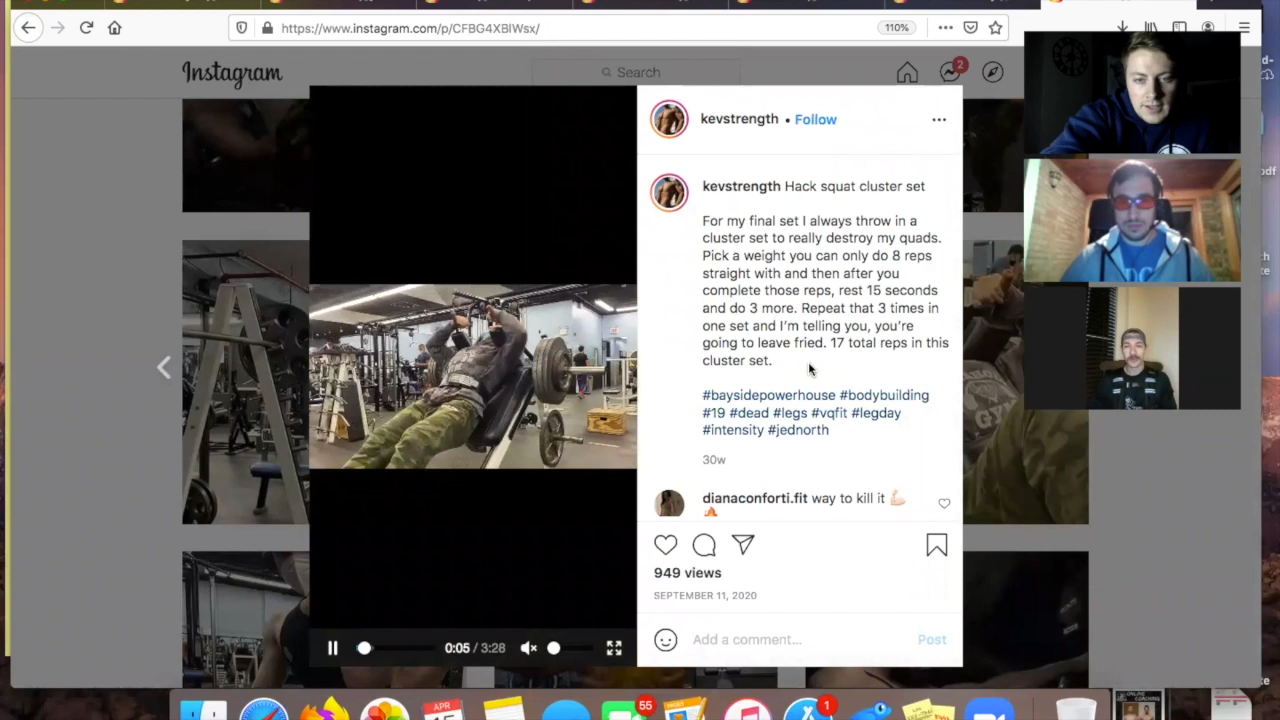 https://www.instagram.com/p/CFBG4XBlWsx/
110%
Instagram
Search
2
kevstrength • Follow
kevstrength Hack squat cluster set
For my final set I always throw in a
cluster set to really destroy my quads.
Pick a weight you can only do 8 reps
straight with and then after you
complete those reps, rest 15 seconds
and do 3 more. Repeat that 3 times in
one set and I'm telling you, you're
going to leave fried. 17 total reps in this
cluster set.
#baysidepowerhouse #bodybuilding
#19 #dead #legs #vqfit #legday
#intensity #jednorth
30w
dianaconforti.fit way to kill it
949 views
SEPTEMBER 11, 2020
0:05 / 3:28
Add a comment...
Post
APR
55
1